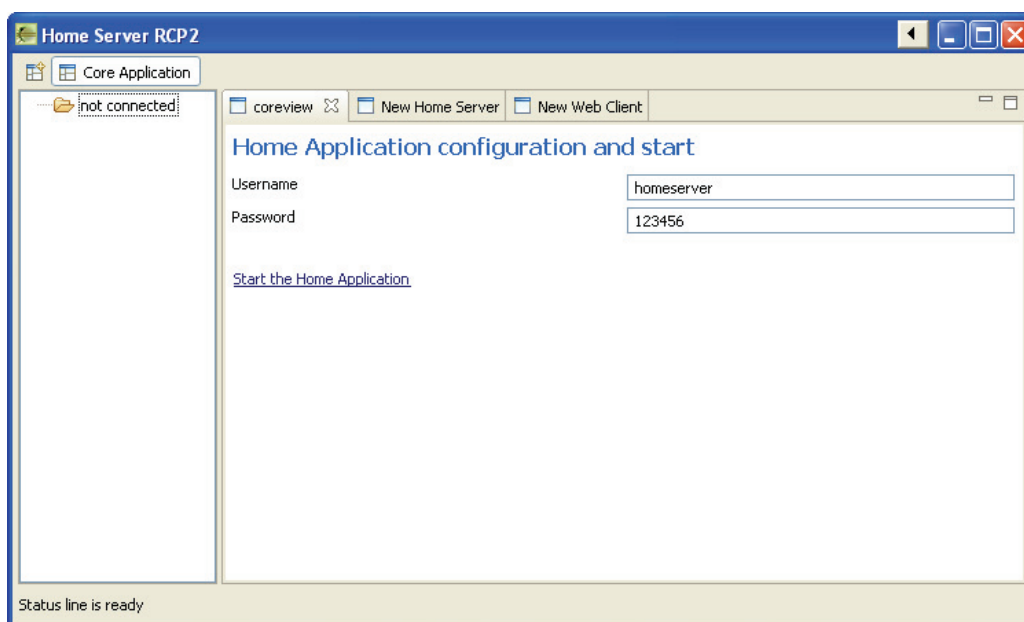 Home Server RCP2
Core Application
not connected
coreview New Home Server New Web Client
Home Application configuration and start
Username homeserver
Password 123456
Start the Home Application
Status line is ready